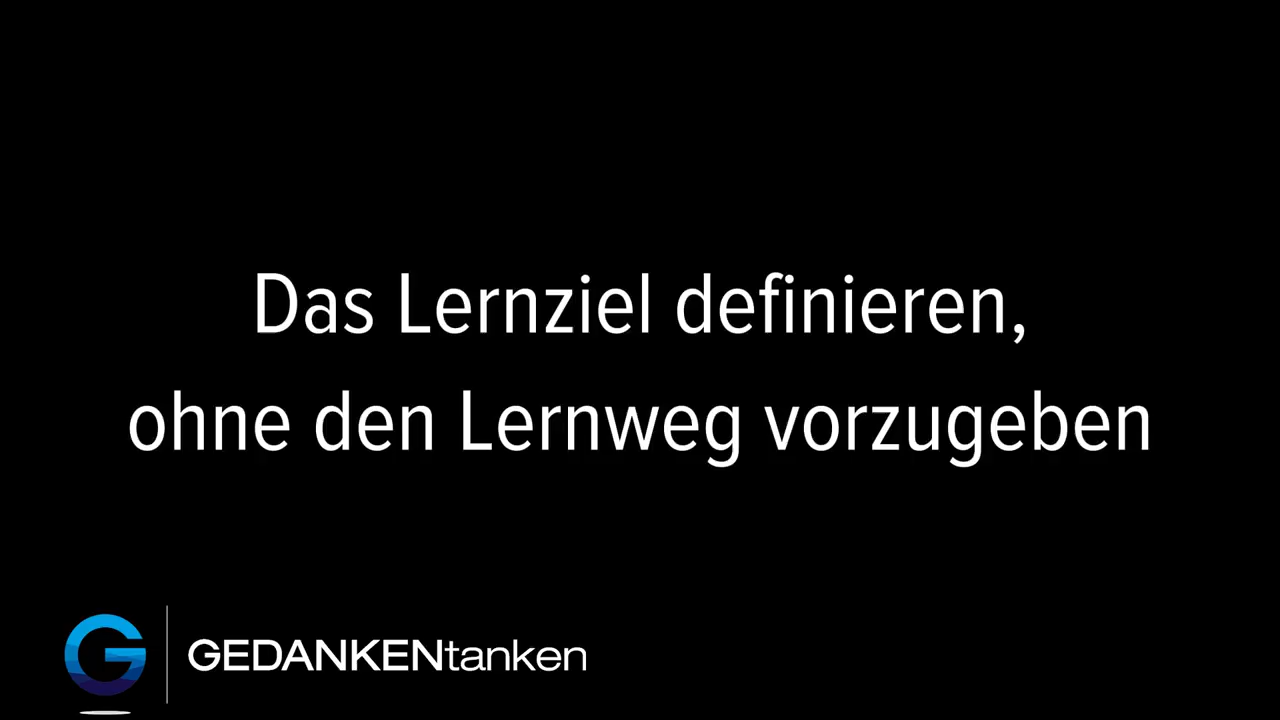 Das Lernziel definieren,
ohne den Lernweg vorzugeben
G GEDANKENtanken